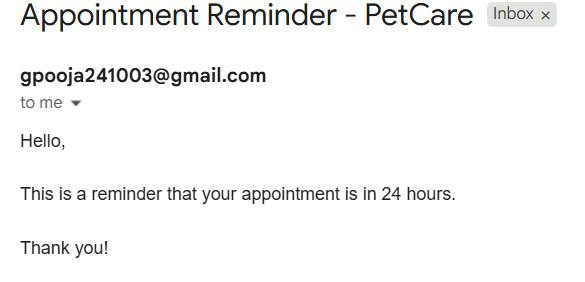 Appointment Reminder - PetCare Inbox ×
gpooja241003@gmail.com
to me
Hello,
This is a reminder that your appointment is in 24 hours.
Thank you!